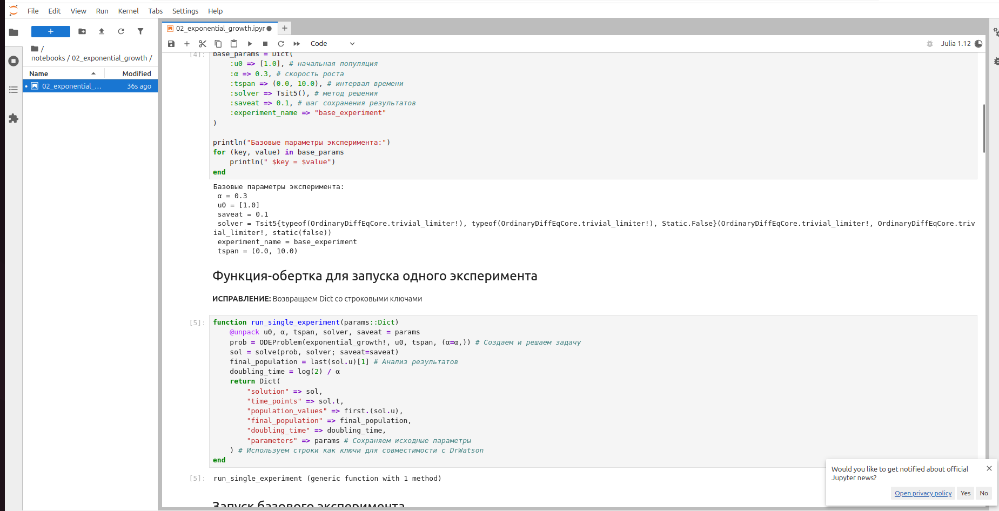 File Edit View Run Kernel Tabs Settings Help
+
/
notebooks / 02_exponential_growth /
Name Modified
02_exponential_... 36s ago
02_exponential_growth.ipyr
Code
Julia 1.12
[4]: base_params = Dict(
:u0 => [1.0], # начальная популяция
:α => 0.3, # скорость роста
:tspan => (0.0, 10.0), # интервал времени
:solver => Tsit5(), # метод решения
:saveat => 0.1, # шаг сохранения результатов
:experiment_name => "base_experiment"
)
println("Базовые параметры эксперимента:")
for (key, value) in base_params
println(" $key = $value")
end
Базовые параметры эксперимента:
α = 0.3
u0 = [1.0]
saveat = 0.1
solver = Tsit5{typeof(OrdinaryDiffEqCore.trivial_limiter!), typeof(OrdinaryDiffEqCore.trivial_limiter!), Static.False}(OrdinaryDiffEqCore.trivial_limiter!, OrdinaryDiffEqCore.triv
ial_limiter!, static(false))
experiment_name = base_experiment
tspan = (0.0, 10.0)
Функция-обертка для запуска одного эксперимента
ИСПРАВЛЕНИЕ: Возвращаем Dict со строковыми ключами
[5]: function run_single_experiment(params::Dict)
@unpack u0, α, tspan, solver, saveat = params
prob = ODEProblem(exponential_growth!, u0, tspan, (α=α,)) # Создаем и решаем задачу
sol = solve(prob, solver; saveat=saveat)
final_population = last(sol.u)[1] # Анализ результатов
doubling_time = log(2) / α
return Dict(
"solution" => sol,
"time_points" => sol.t,
"population_values" => first.(sol.u),
"final_population" => final_population,
"doubling_time" => doubling_time,
"parameters" => params # Сохраняем исходные параметры
) # Используем строки как ключи для совместимости с DrWatson
end
[5]: run_single_experiment (generic function with 1 method)
Запуск базового эксперимента
Would you like to get notified about official
Jupyter news?
Open privacy policy Yes No